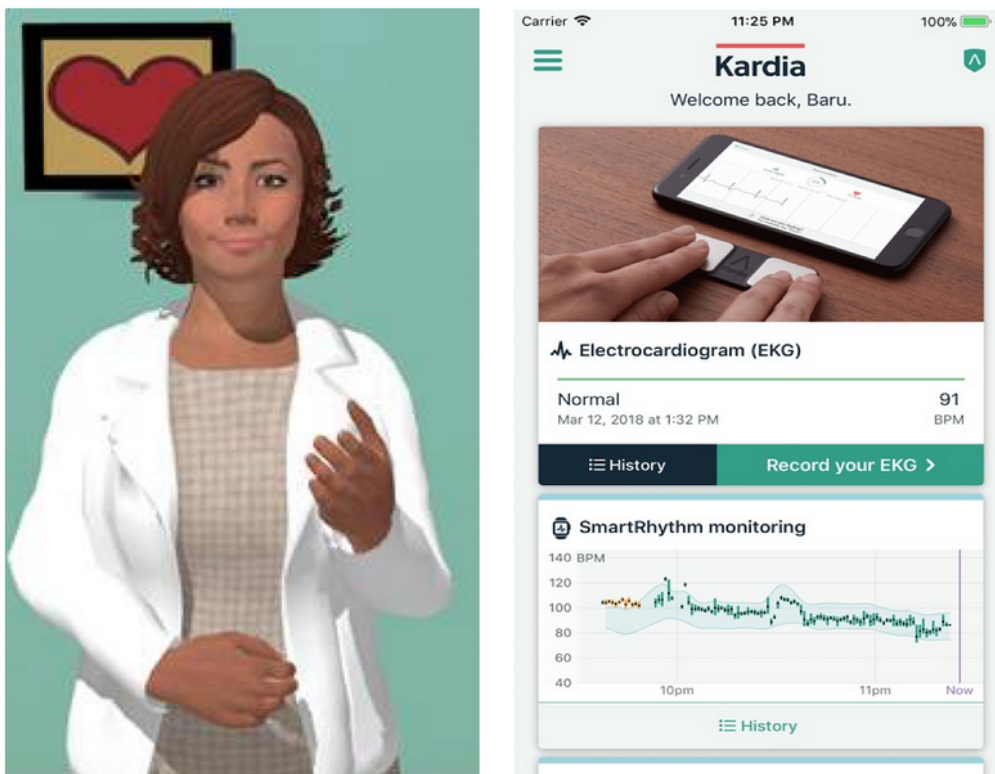 Carrier 11:25 PM 100%
Kardia
Welcome back, Baru.
Electrocardiogram (EKG)
Normal 91
Mar 12, 2018 at 1:32 PM BPM
History Record your EKG >
SmartRhythm monitoring
140 BPM
120
100
80
60
40
10pm 11pm Now
History